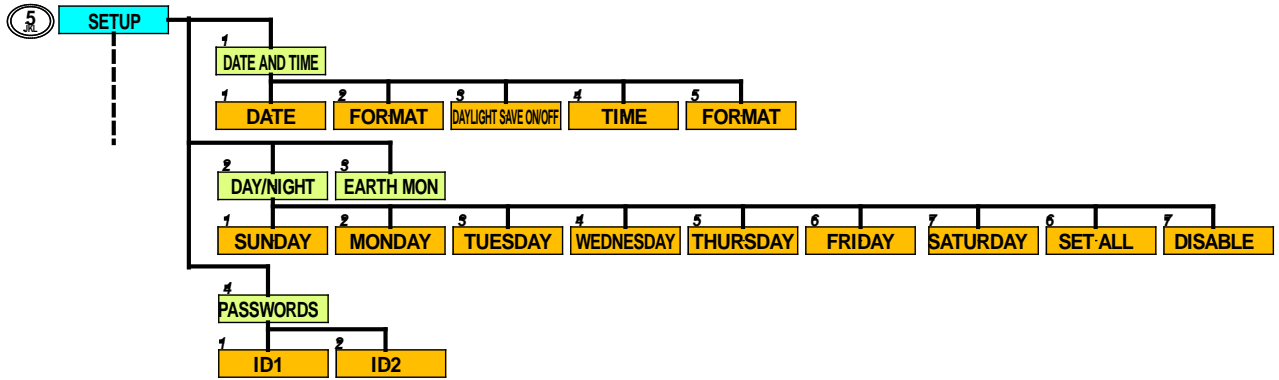 5 JKL SETUP
1 DATE AND TIME
1 DATE 2 FORMAT 3 DAYLIGHT SAVE ON/OFF 4 TIME 5 FORMAT
2 DAY/NIGHT 3 EARTH MON
1 SUNDAY 2 MONDAY 3 TUESDAY 4 WEDNESDAY 5 THURSDAY 6 FRIDAY 7 SATURDAY 6 SET ALL 7 DISABLE
4 PASSWORDS
1 ID1 2 ID2